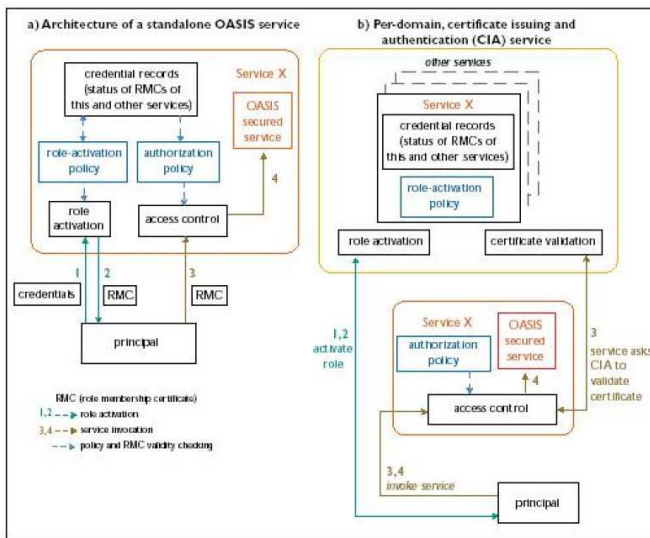 a) Architecture of a standalone OASIS service
credential records
(status of RMCs of
this and other services)
Service X
OASIS
secured
service
role-activation
policy
authorization
policy
4
role
activation
access control
1
2
3
credentials
RMC
RMC
principal
RMC (role membership certificate)
1,2 role activation
3,4 service invocation
policy and RMC validity checking
b) Per-domain, certificate issuing and
authentication (CIA) service
other services
Service X
credential records
(status of RMCs of
this and other services)
role-activation
policy
role activation
certificate validation
1,2
activate
role
Service X
authorization
policy
OASIS
secured
service
4
access control
3
service asks
CIA to
validate
certificate
3,4
invoke service
principal